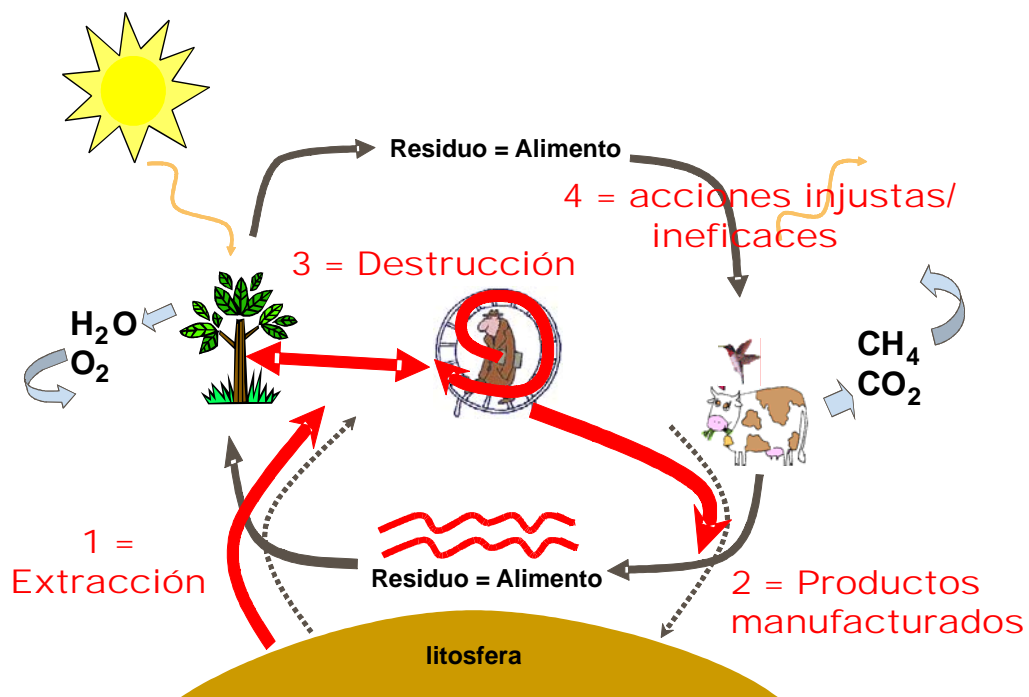 Residuo = Alimento
4 = acciones injustas/
ineficaces
3 = Destrucción
H₂O
O₂
CH₄
CO₂
1 =
Extracción
Residuo = Alimento
2 = Productos
manufacturados
litosfera